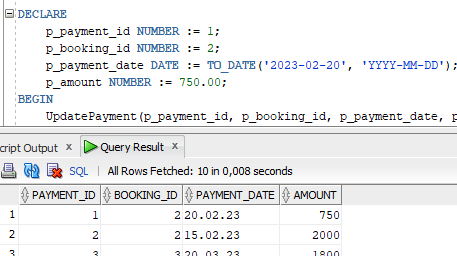 DECLARE
p_payment_id NUMBER := 1;
p_booking_id NUMBER := 2;
p_payment_date DATE := TO_DATE('2023-02-20', 'YYYY-MM-DD');
p_amount NUMBER := 750.00;
BEGIN
UpdatePayment(p_payment_id, p_booking_id, p_payment_date, p
cript Output x Query Result x
SQL | All Rows Fetched: 10 in 0,008 seconds
PAYMENT_ID BOOKING_ID PAYMENT_DATE AMOUNT
1 1 2 20.02.23 750
2 2 2 15.02.23 2000
3 3 3 20.03.23 1800